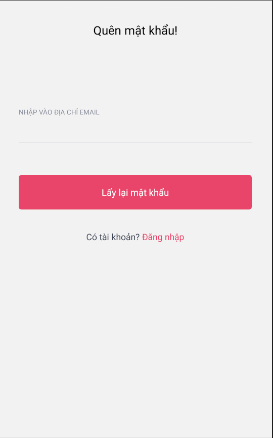 Quên mật khẩu!
NHẬP VÀO ĐỊA CHỈ EMAIL
Lấy lại mật khẩu
Có tài khoản? Đăng nhập